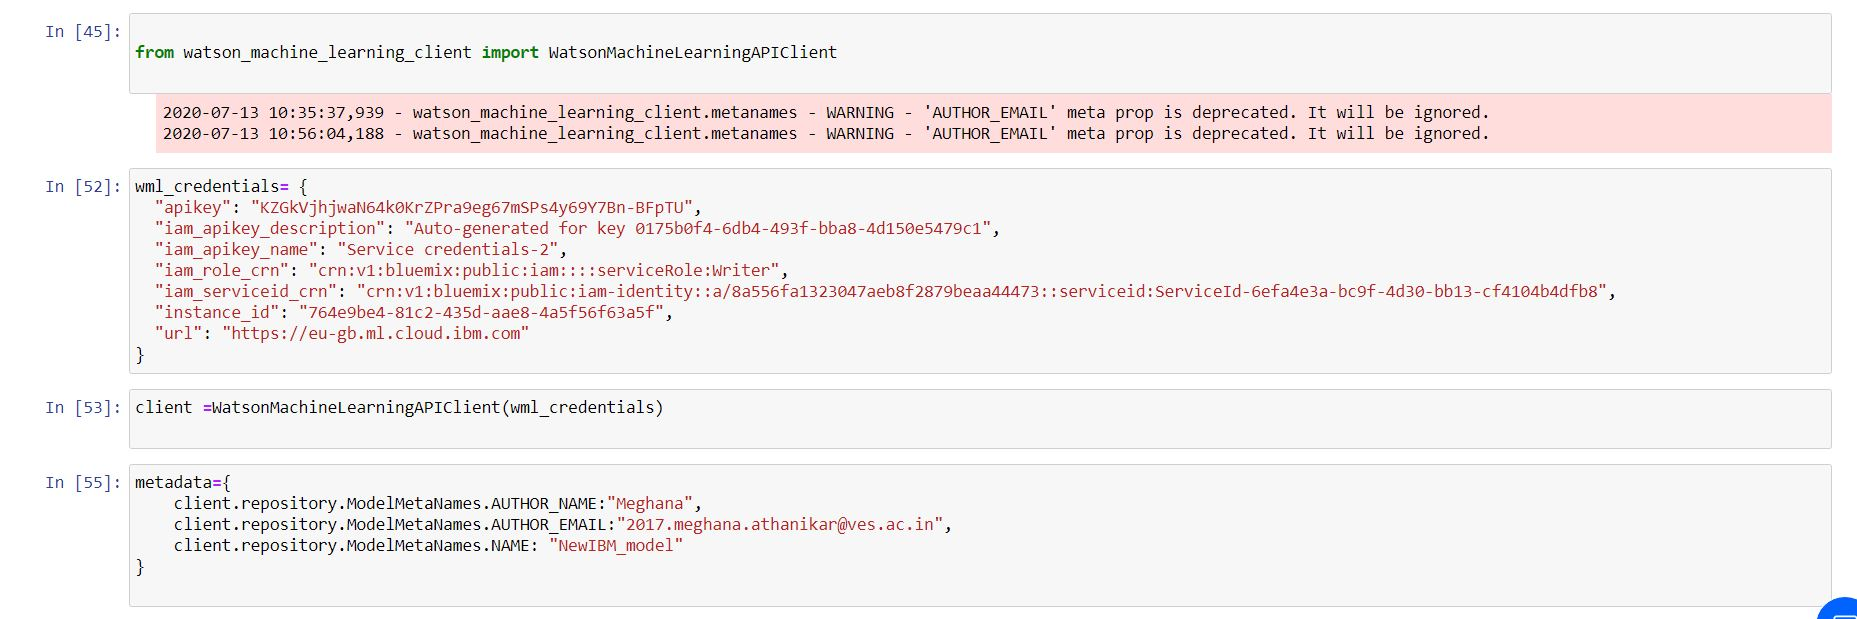 In [45]:
from watson_machine_learning_client import WatsonMachineLearningAPIClient
2020-07-13 10:35:37,939 - watson_machine_learning_client.metanames - WARNING - 'AUTHOR_EMAIL' meta prop is deprecated. It will be ignored.
2020-07-13 10:56:04,188 - watson_machine_learning_client.metanames - WARNING - 'AUTHOR_EMAIL' meta prop is deprecated. It will be ignored.
In [52]: wml_credentials= {
"apikey": "KZGkVjhjwaN64k0KrZPra9eg67mSPs4y69Y7Bn-BFpTU",
"iam_apikey_description": "Auto-generated for key 0175b0f4-6db4-493f-bba8-4d150e5479c1",
"iam_apikey_name": "Service credentials-2",
"iam_role_crn": "crn:v1:bluemix:public:iam::::serviceRole:Writer",
"iam_serviceid_crn": "crn:v1:bluemix:public:iam-identity::a/8a556fa1323047aeb8f2879beaa44473::serviceid:ServiceId-6efa4e3a-bc9f-4d30-bb13-cf4104b4dfb8",
"instance_id": "764e9be4-81c2-435d-aae8-4a5f56f63a5f",
"url": "https://eu-gb.ml.cloud.ibm.com"
}
In [53]: client =WatsonMachineLearningAPIClient(wml_credentials)
In [55]: metadata={
client.repository.ModelMetaNames.AUTHOR_NAME:"Meghana",
client.repository.ModelMetaNames.AUTHOR_EMAIL:"2017.meghana.athanikar@ves.ac.in",
client.repository.ModelMetaNames.NAME: "NewIBM_model"
}